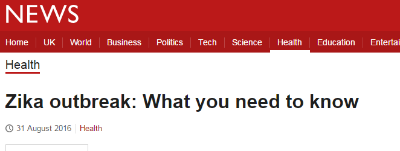 NEWS
Home UK World Business Politics Tech Science Health Education
Health
Zika outbreak: What you need to know
31 August 2016 Health